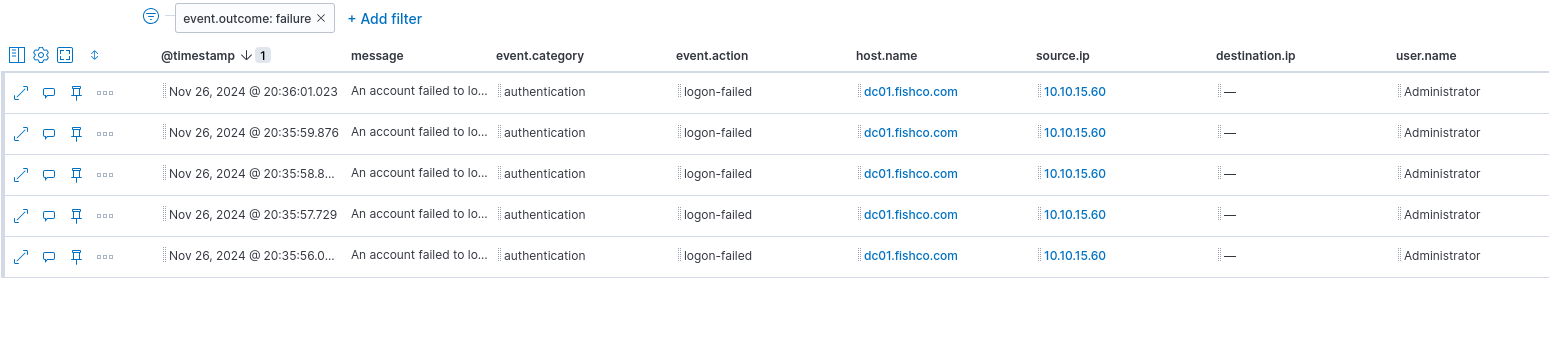 event.outcome: failure × + Add filter
@timestamp ↓ 1 message event.category event.action host.name source.ip destination.ip user.name
Nov 26, 2024 @ 20:36:01.023 An account failed to lo... authentication logon-failed dc01.fishco.com 10.10.15.60 — Administrator
Nov 26, 2024 @ 20:35:59.876 An account failed to lo... authentication logon-failed dc01.fishco.com 10.10.15.60 — Administrator
Nov 26, 2024 @ 20:35:58.8... An account failed to lo... authentication logon-failed dc01.fishco.com 10.10.15.60 — Administrator
Nov 26, 2024 @ 20:35:57.729 An account failed to lo... authentication logon-failed dc01.fishco.com 10.10.15.60 — Administrator
Nov 26, 2024 @ 20:35:56.0... An account failed to lo... authentication logon-failed dc01.fishco.com 10.10.15.60 — Administrator